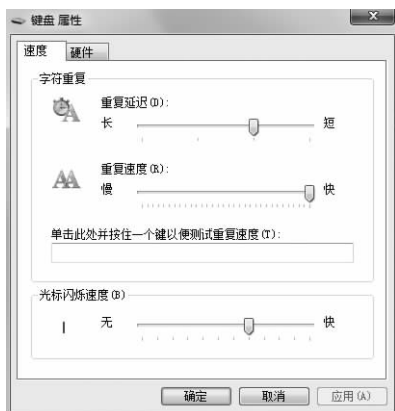 键盘 属性
速度 硬件
字符重复
重复延迟(D):
长 短
重复速度(R):
慢 快
单击此处并按住一个键以便测试重复速度(T):
光标闪烁速度(B)
无 快
确定 取消 应用(A)